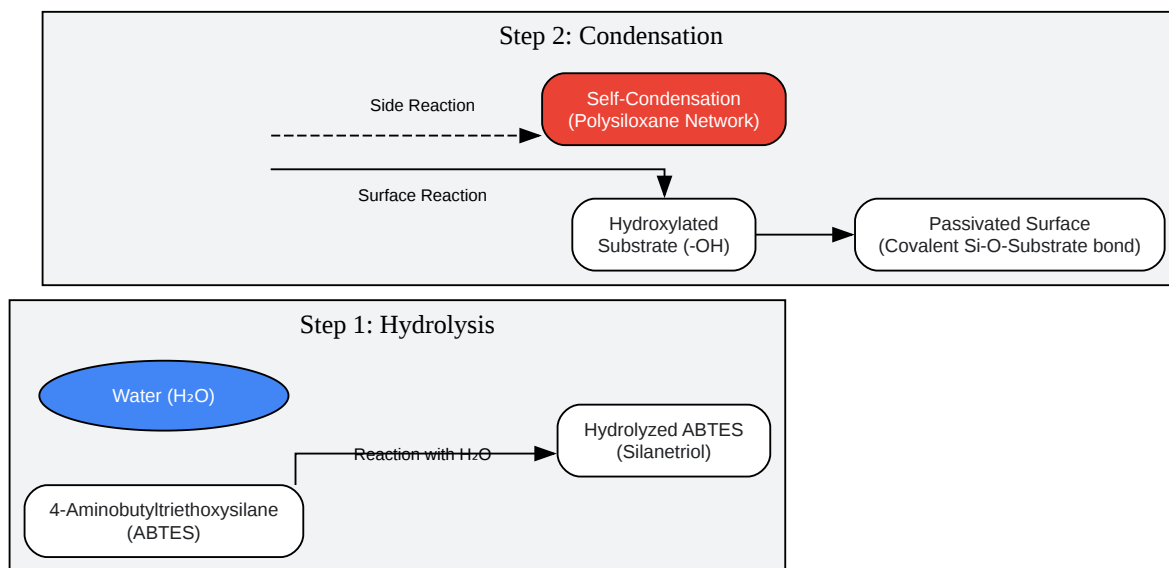 Step 2: Condensation
Side Reaction
Self-Condensation
(Polysiloxane Network)
Surface Reaction
Hydroxylated
Substrate (-OH)
Passivated Surface
(Covalent Si-O-Substrate bond)
Step 1: Hydrolysis
Water (H₂O)
Reaction with H₂O
Hydrolyzed ABTES
(Silanetriol)
4-Aminobutyltriethoxysilane
(ABTES)